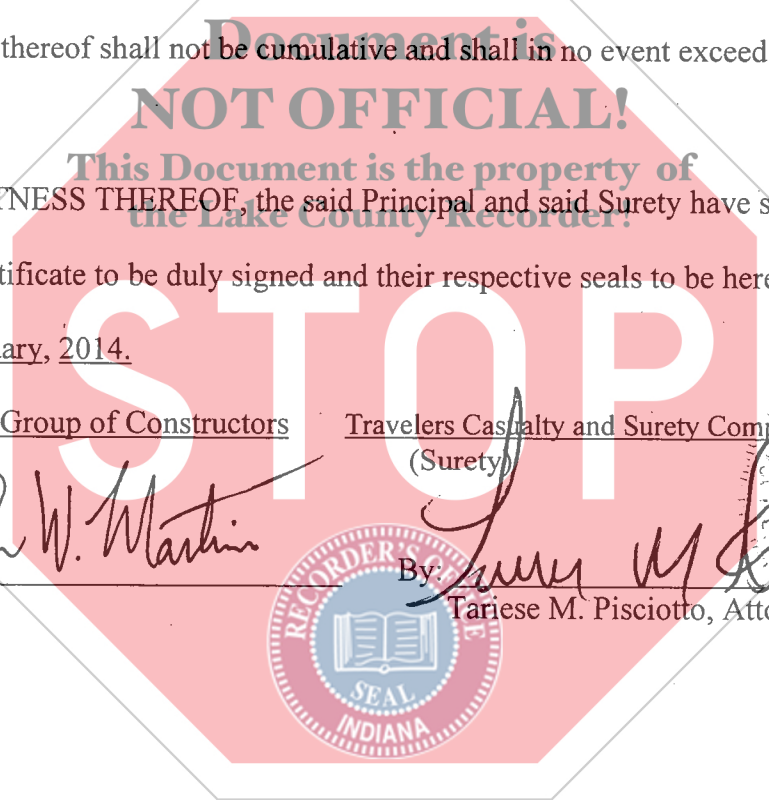 Document is
thereof shall not be cumulative and shall in no event exceed
NOT OFFICIAL!
This Document is the property of
TNESS THEREOF, the said Principal and said Surety have s
the Lake County Recorder!
tificate to be duly signed and their respective seals to be here
STOP
ary, 2014.
Group of Constructors Travelers Casualty and Surety Comp
(Surety)
W. Martin
RECORDER'S OFFICE
By:
Tariese M. Pisciotto, Atto
SEAL
INDIANA